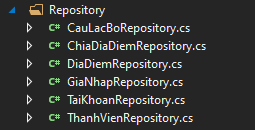 Repository
C# CauLacBoRepository.cs
C# ChiaDiaDiemRepository.cs
C# DiaDiemRepository.cs
C# GiaNhapRepository.cs
C# TaiKhoanRepository.cs
C# ThanhVienRepository.cs